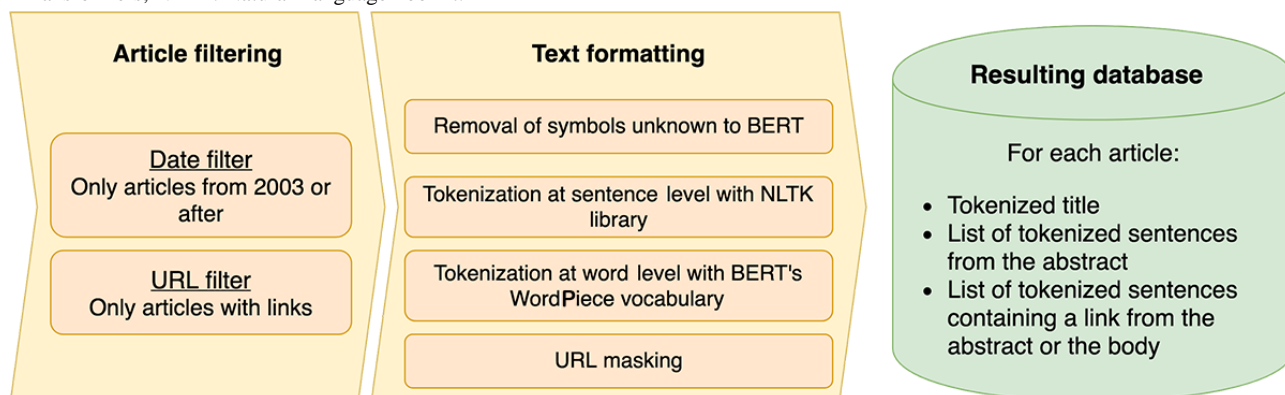 Article filtering
Date filter
Only articles from 2003 or
after
URL filter
Only articles with links
Text formatting
Removal of symbols unknown to BERT
Tokenization at sentence level with NLTK
library
Tokenization at word level with BERT's
WordPiece vocabulary
URL masking
Resulting database
For each article:
• Tokenized title
• List of tokenized sentences
from the abstract
• List of tokenized sentences
containing a link from the
abstract or the body